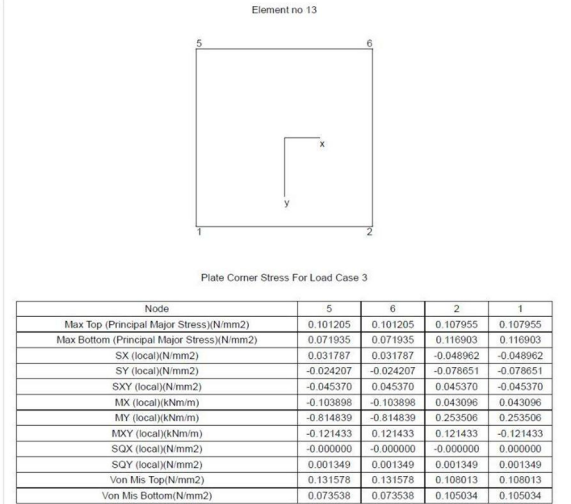 Element no 13
5 6
x
y
1 2
Plate Corner Stress For Load Case 3
Node 5 6 2 1
Max Top (Principal Major Stress)(N/mm2) 0.101205 0.101205 0.107955 0.107955
Max Bottom (Principal Major Stress)(N/mm2) 0.071935 0.071935 0.116903 0.116903
SX (local)(N/mm2) 0.031787 0.031787 -0.048962 -0.048962
SY (local)(N/mm2) -0.024207 -0.024207 -0.078651 -0.078651
SXY (local)(N/mm2) -0.045370 0.045370 0.045370 -0.045370
MX (local)(kNm/m) -0.103898 -0.103898 0.043096 0.043096
MY (local)(kNm/m) -0.814839 -0.814839 0.253506 0.253506
MXY (local)(kNm/m) -0.121433 0.121433 0.121433 -0.121433
SQX (local)(N/mm2) -0.000000 -0.000000 -0.000000 0.000000
SQY (local)(N/mm2) 0.001349 0.001349 0.001349 0.001349
Von Mis Top(N/mm2) 0.131578 0.131578 0.108013 0.108013
Von Mis Bottom(N/mm2) 0.073538 0.073538 0.105034 0.105034